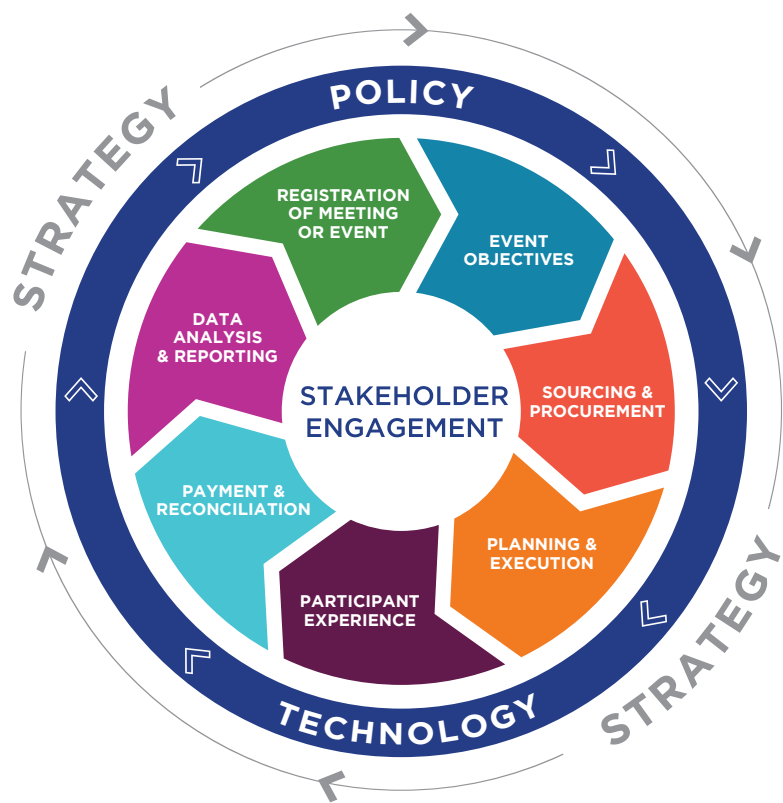 STRATEGY
POLICY
REGISTRATION
OF MEETING
OR EVENT
EVENT
OBJECTIVES
SOURCING &
PROCUREMENT
PLANNING &
EXECUTION
PARTICIPANT
EXPERIENCE
PAYMENT &
RECONCILIATION
DATA
ANALYSIS
& REPORTING
STAKEHOLDER
ENGAGEMENT
TECHNOLOGY
STRATEGY